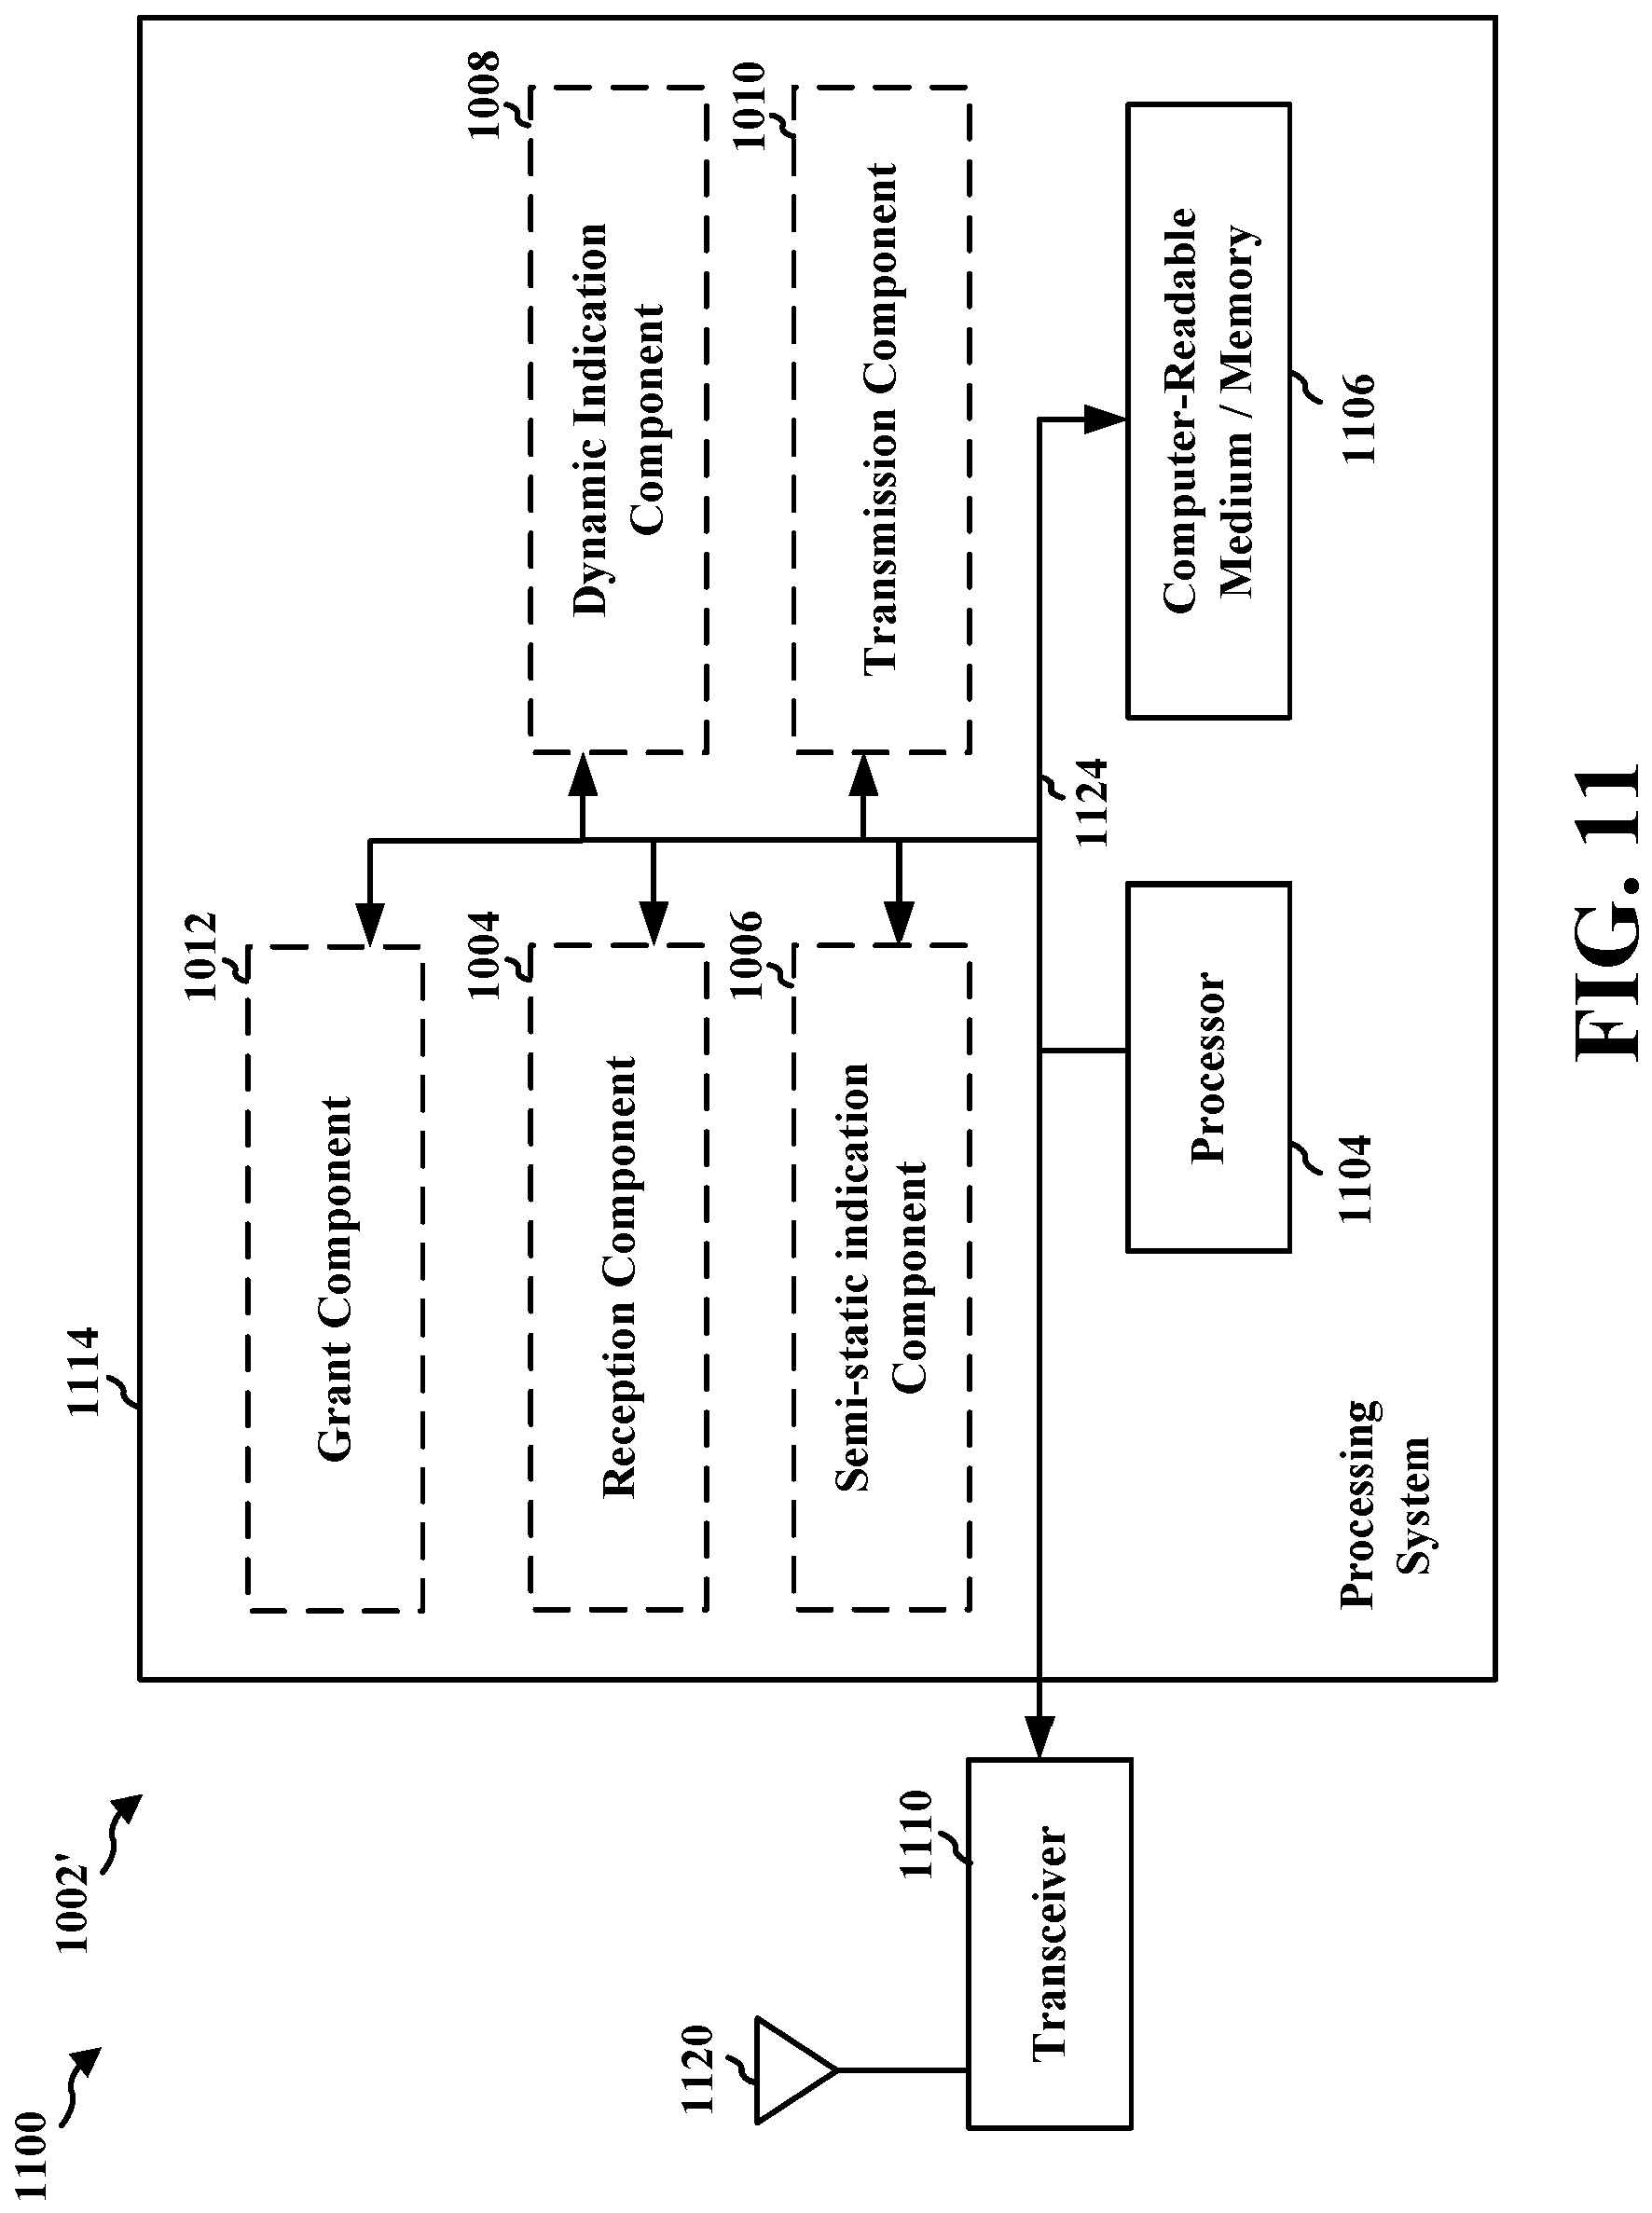 1100
1002'
1114
1012
Grant Component
1004
Reception Component
1008
Dynamic Indication
Component
1006
Semi-static indication
Component
1010
Transmission Component
1120
1110
Transceiver
1124
Processor
1104
Computer-Readable
Medium / Memory
1106
Processing
System
FIG. 11